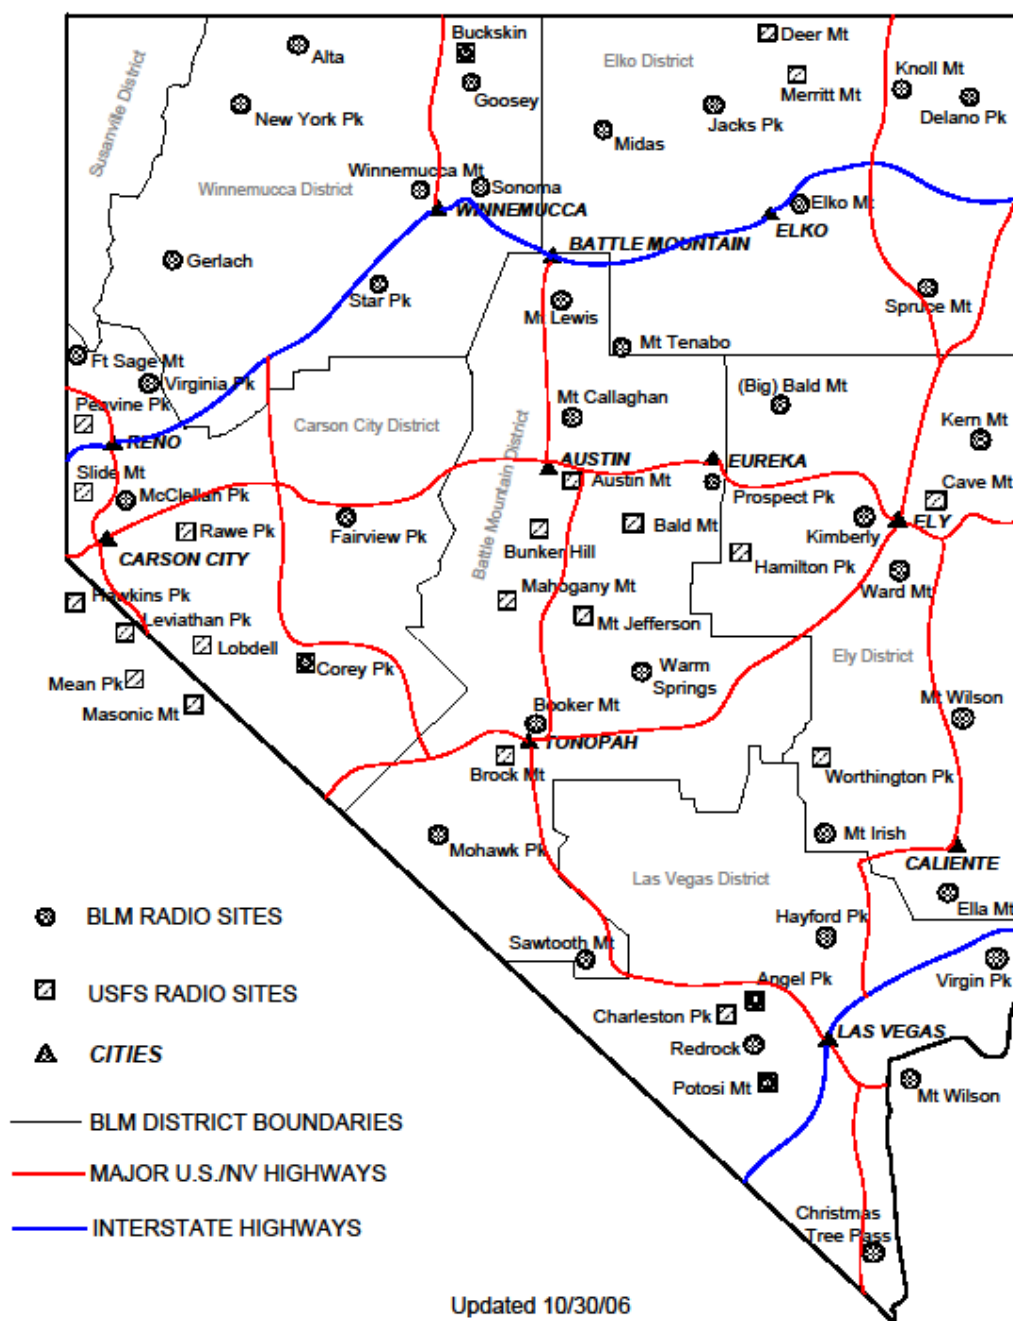 Buckskin
Deer Mt
Alta
Elko District
Knoll Mt
Merritt Mt
Goosey
New York Pk
Jacks Pk
Delano Pk
Susanville District
Midas
Winnemucca Mt
Winnemucca District
Sonoma
WINNEMUCCA
Elko Mt
ELKO
BATTLE MOUNTAIN
Gerlach
Star Pk
Mt Lewis
Spruce Mt
Mt Tenabo
Ft Sage Mt
Virginia Pk
(Big) Bald Mt
Peavine Pk
Mt Callaghan
Carson City District
Kern Mt
RENO
Battle Mountain District
AUSTIN
EUREKA
Slide Mt
McClellan Pk
Austin Mt
Prospect Pk
Cave Mt
Rawe Pk
Fairview Pk
Bald Mt
Kimberly
ELY
CARSON CITY
Bunker Hill
Hamilton Pk
Mahogany Mt
Ward Mt
Hawkins Pk
Leviathan Pk
Mt Jefferson
Lobdell
Ely District
Corey Pk
Warm
Springs
Mean Pk
Mt Wilson
Masonic Mt
Booker Mt
TONOPAH
Brock Mt
Worthington Pk
Mohawk Pk
Mt Irish
CALIENTE
Las Vegas District
Ella Mt
BLM RADIO SITES
Hayford Pk
Sawtooth Mt
Virgin Pk
Angel Pk
USFS RADIO SITES
Charleston Pk
LAS VEGAS
CITIES
Redrock
Potosi Mt
Mt Wilson
BLM DISTRICT BOUNDARIES
MAJOR U.S./NV HIGHWAYS
Christmas
Tree Pass
INTERSTATE HIGHWAYS
Updated 10/30/06